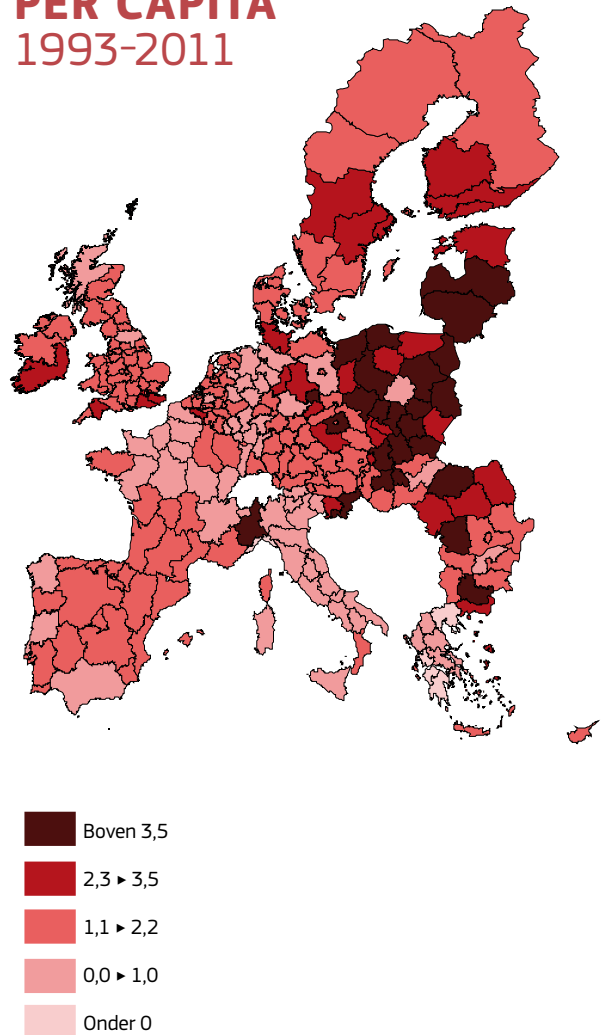 PER CAPITA
1993-2011
Boven 3,5
2,3 ▸ 3,5
1,1 ▸ 2,2
0,0 ▸ 1,0
Onder 0